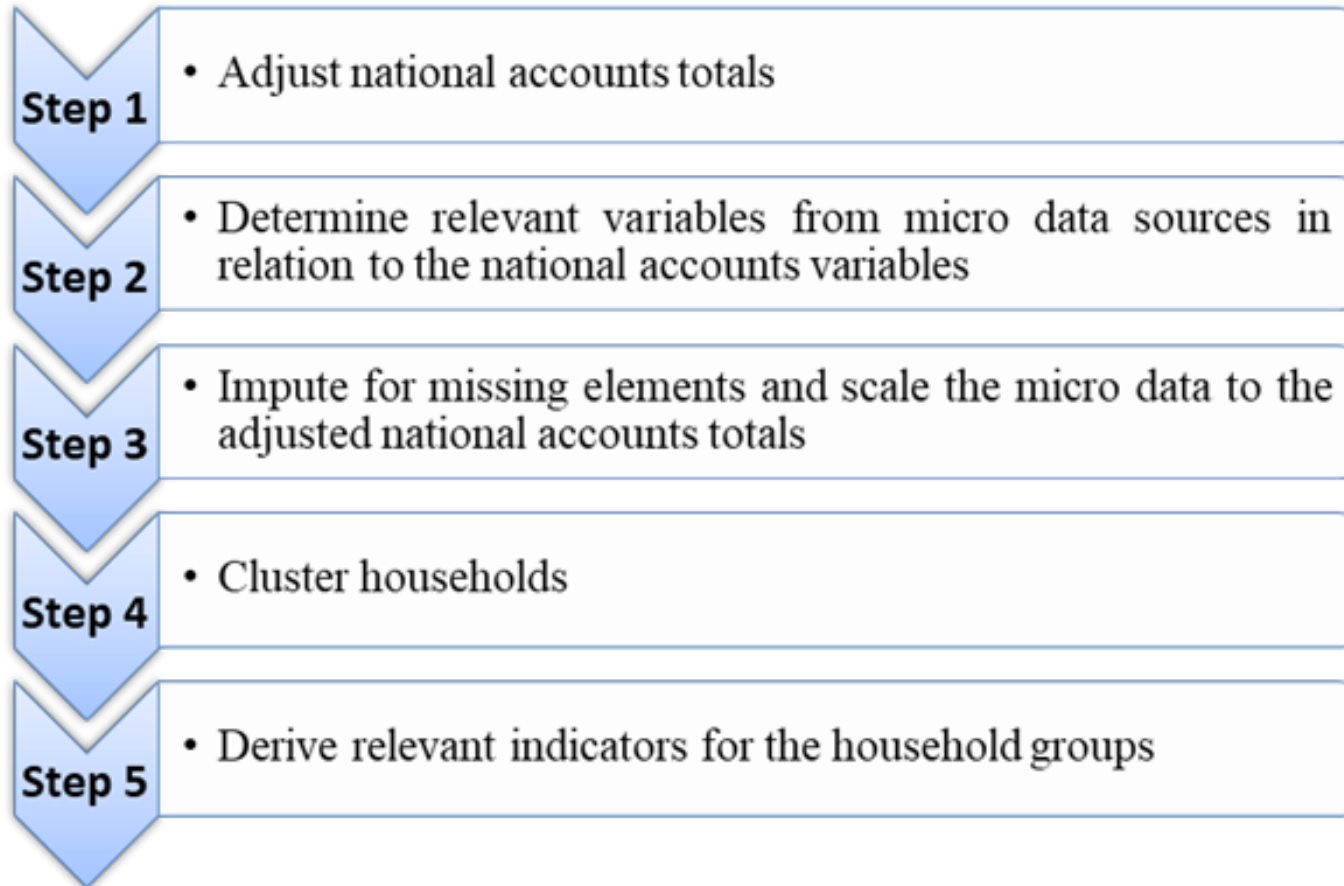 Step 1
• Adjust national accounts totals
Step 2
• Determine relevant variables from micro data sources in
relation to the national accounts variables
Step 3
• Impute for missing elements and scale the micro data to the
adjusted national accounts totals
Step 4
• Cluster households
Step 5
• Derive relevant indicators for the household groups